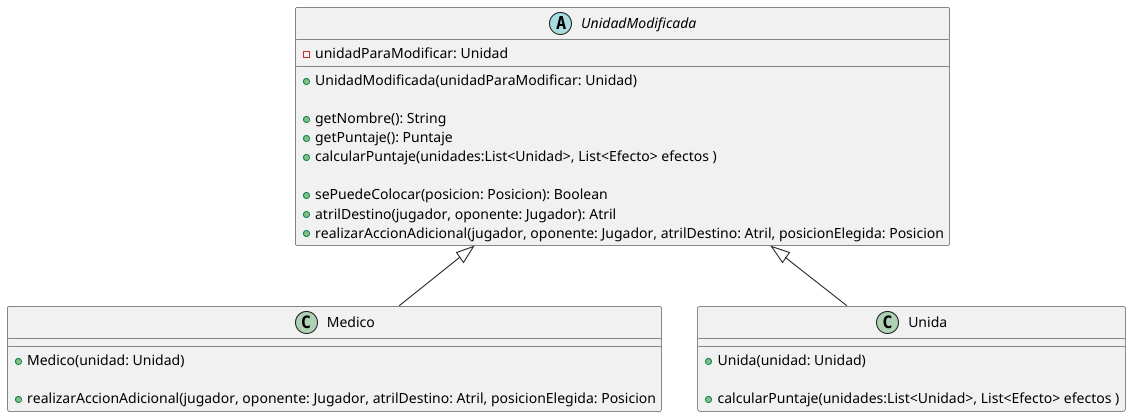 A UnidadModificada
unidadParaModificar: Unidad
UnidadModificada(unidadParaModificar: Unidad)
getNombre(): String
getPuntaje(): Puntaje
calcularPuntaje(unidades:List<Unidad>, List<Efecto> efectos )
sePuedeColocar(posicion: Posicion): Boolean
atrilDestino(jugador, oponente: Jugador): Atril
realizarAccionAdicional(jugador, oponente: Jugador, atrilDestino: Atril, posicionElegida: Posicion
C Medico
Medico(unidad: Unidad)
realizarAccionAdicional(jugador, oponente: Jugador, atrilDestino: Atril, posicionElegida: Posicion
C Unida
Unida(unidad: Unidad)
calcularPuntaje(unidades:List<Unidad>, List<Efecto> efectos )